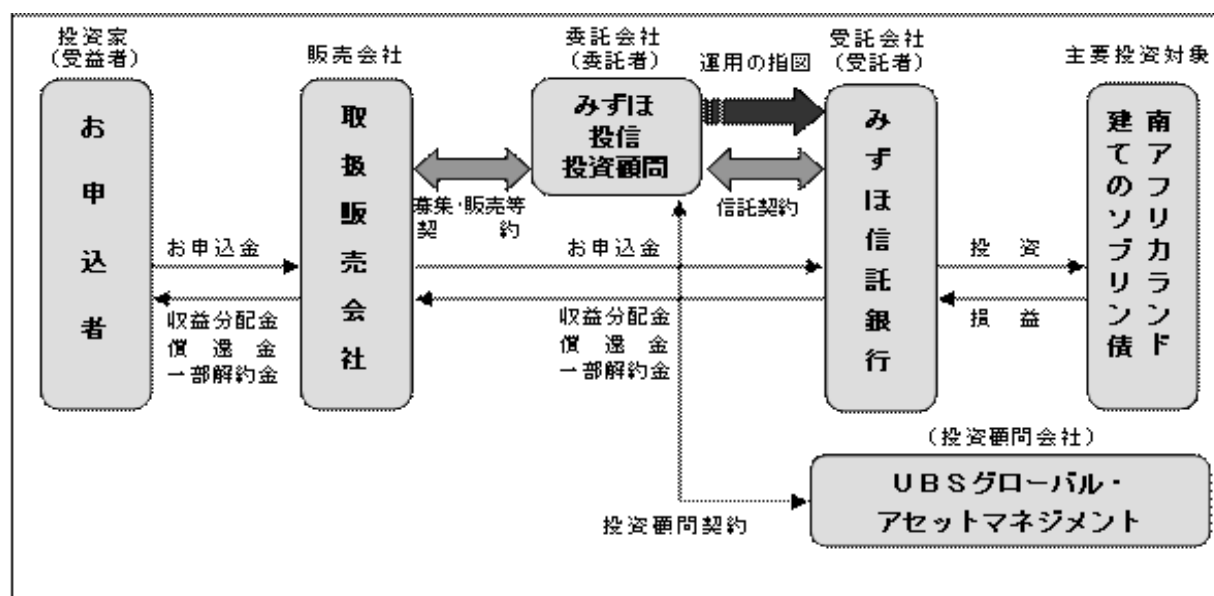 投資家
(受益者)
お申込者
販売会社
取扱販売会社
委託会社
(委託者)
みずほ
投信
投資顧問
運用の指図
受託会社
(受託者)
みずほ信託銀行
主要投資対象
南アフリカランド
建てのソブリン債
募集・販売等
契約
信託契約
お申込金
収益分配金
償還金
一部解約金
お申込金
収益分配金
償還金
一部解約金
投資
損益
(投資顧問会社)
UBSグローバル・
アセットマネジメント
投資顧問契約